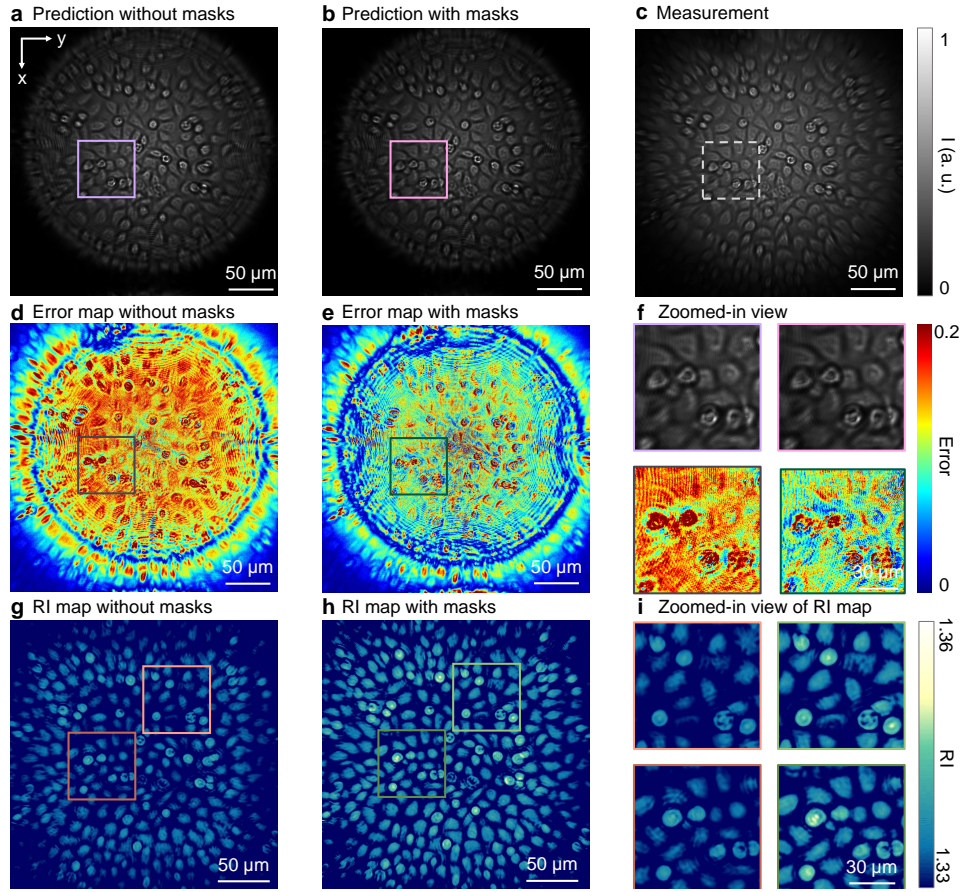 a Prediction without masks
b Prediction with masks
c Measurement
y
x
50 µm
50 µm
50 µm
1
I (a. u.)
0
d Error map without masks
e Error map with masks
f Zoomed-in view
50 µm
50 µm
30 µm
0.2
Error
0
g RI map without masks
h RI map with masks
i Zoomed-in view of RI map
50 µm
50 µm
30 µm
1.36
RI
1.33